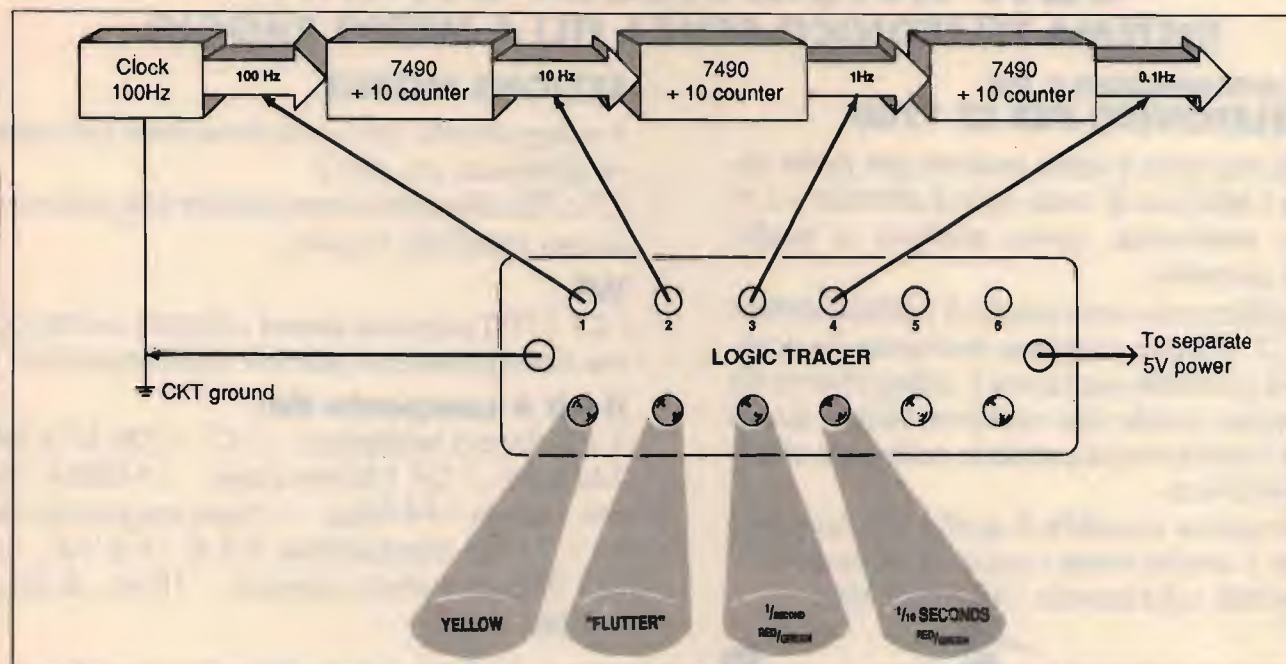 Clock
100Hz
100 Hz
7490
+ 10 counter
10 Hz
7490
+ 10 counter
1Hz
7490
+ 10 counter
0.1Hz
1 2 3 4 5 6
LOGIC TRACER
To separate
5V power
CKT ground
YELLOW
"FLUTTER"
1/SECOND
RED/GREEN
1/10 SECONDS
RED/GREEN